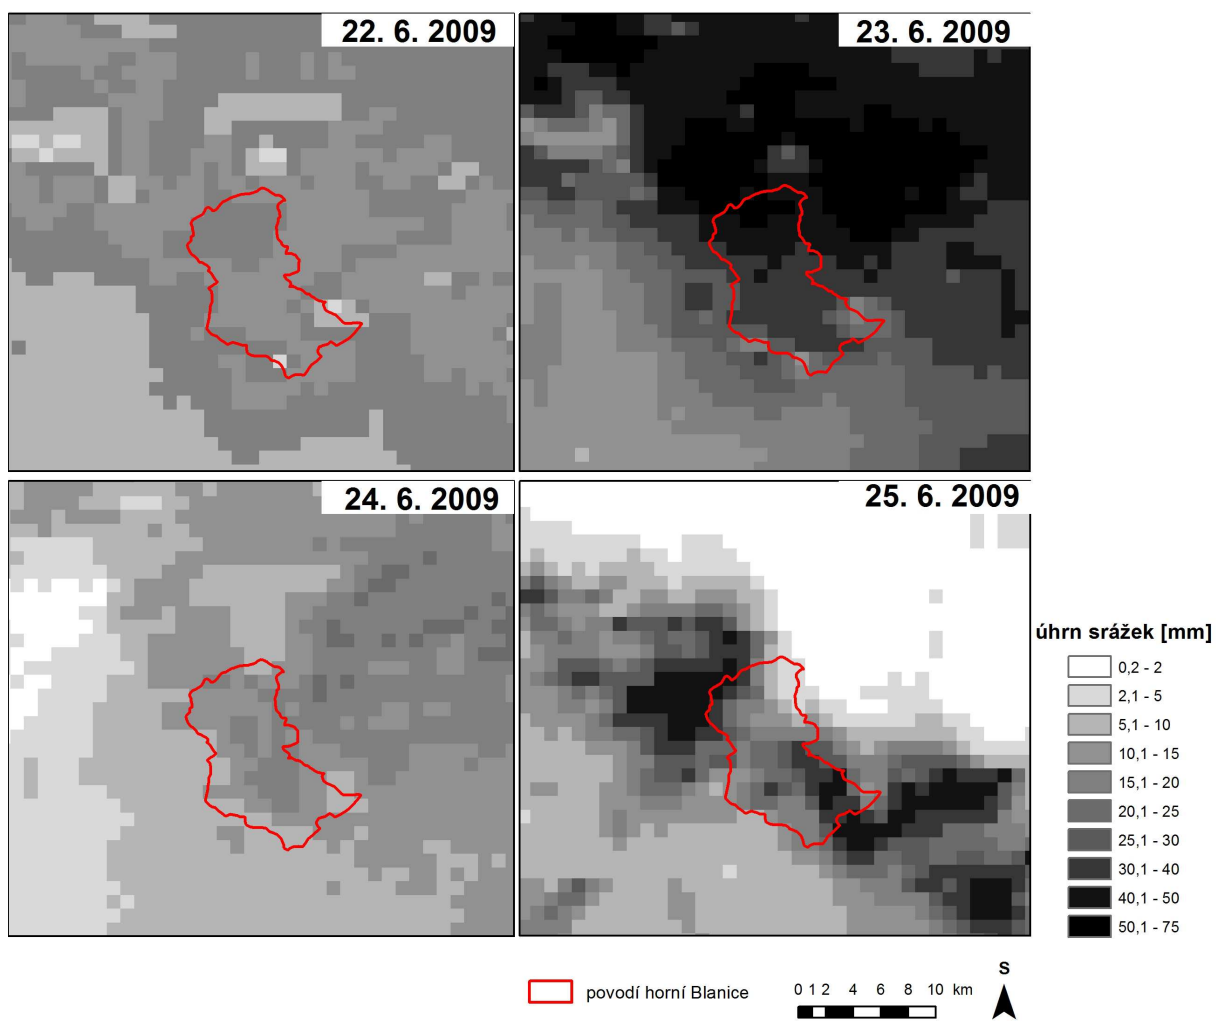 22. 6. 2009
23. 6. 2009
24. 6. 2009
25. 6. 2009
úhrn srážek [mm]
0,2 - 2
2,1 - 5
5,1 - 10
10,1 - 15
15,1 - 20
20,1 - 25
25,1 - 30
30,1 - 40
40,1 - 50
50,1 - 75
povodí horní Blanice
0 1 2 4 6 8 10 km
S